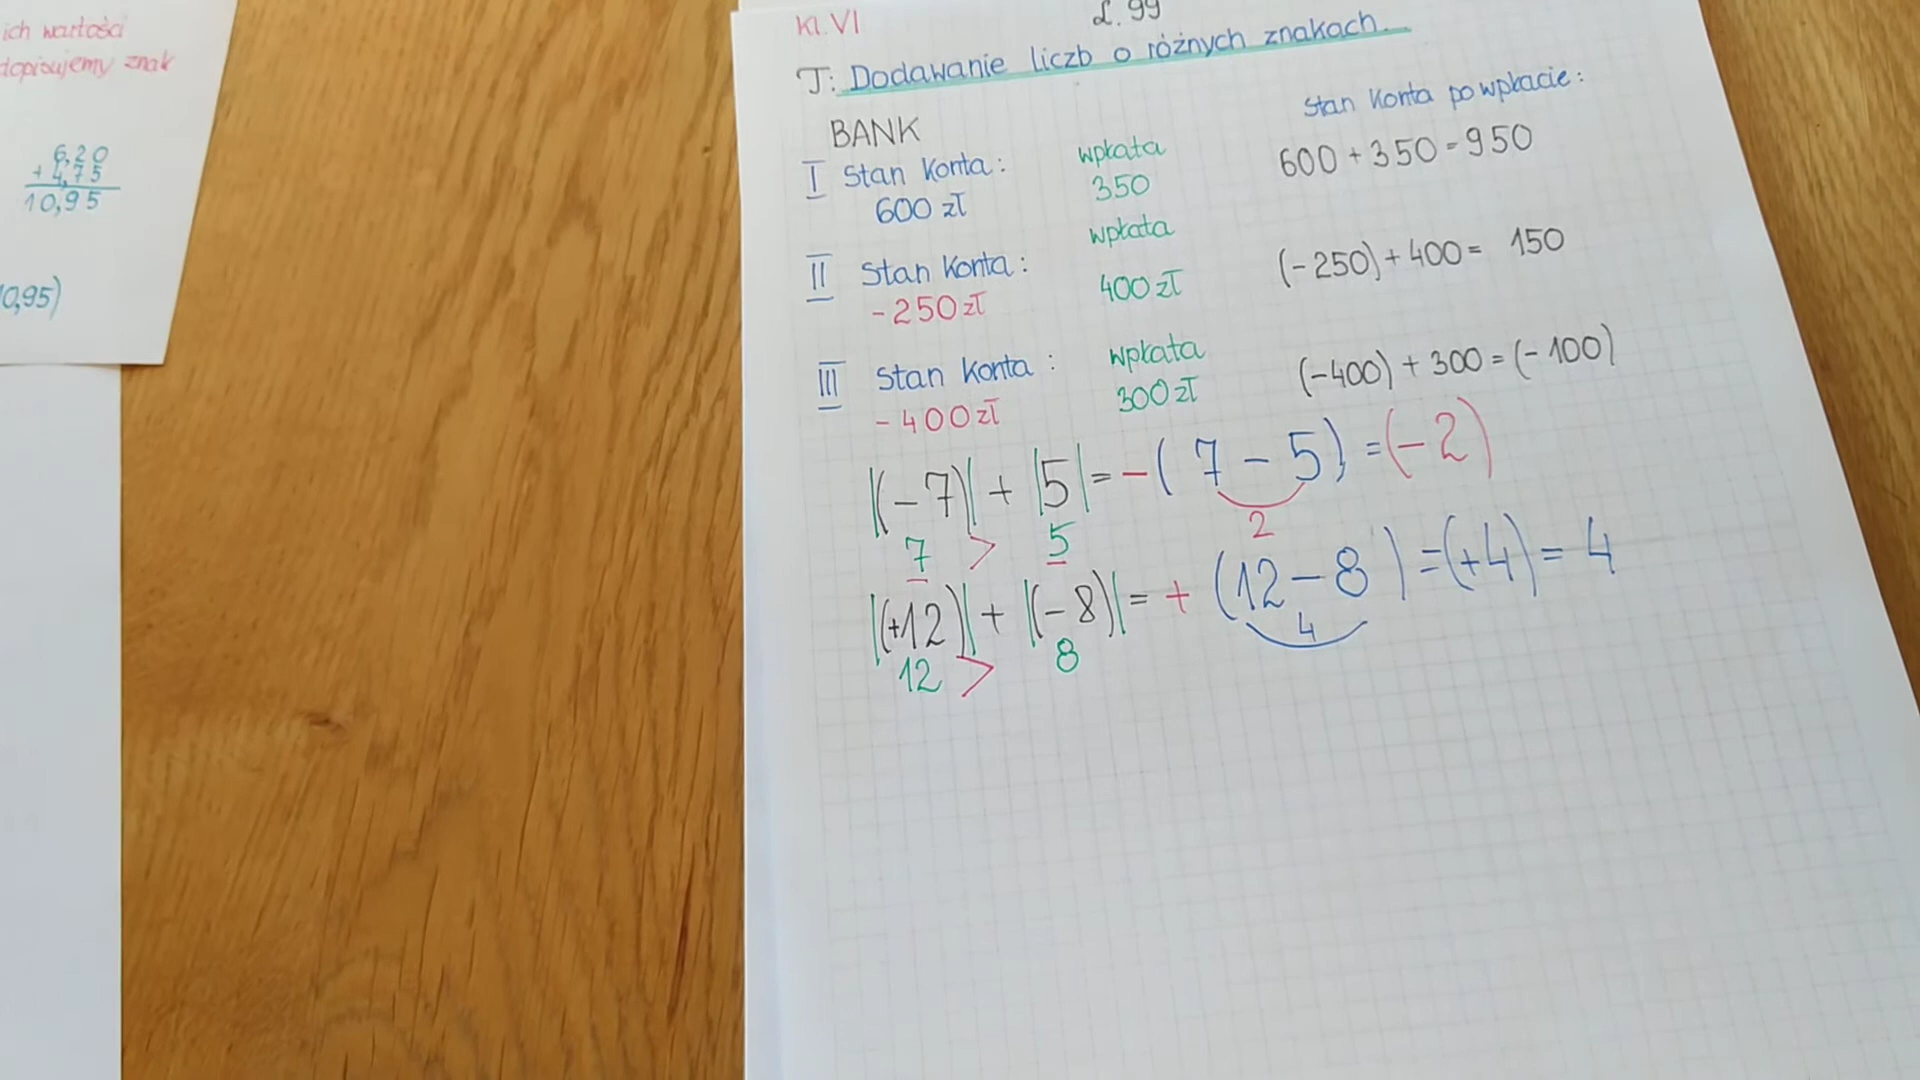 ich wartości
dopisujemy znak
6,20
+ 4,75
10,95
0,95)
Kl. VI
L. 99
T: Dodawanie liczb o różnych znakach.
BANK
Stan Konta po wpłacie:
I Stan Konta: wpłata
600 zł 350
600 + 350 = 950
II Stan Konta: wpłata
-250 zł 400 zł
(-250) + 400 = 150
III Stan Konta: wpłata
-400 zł 300 zł
(-400) + 300 = (-100)
|(-7)| + |5| = -(7 - 5) = (-2)
7 > 5 2
|(+12)| + |(-8)| = + (12 - 8) = (+4) = 4
12 > 8 4